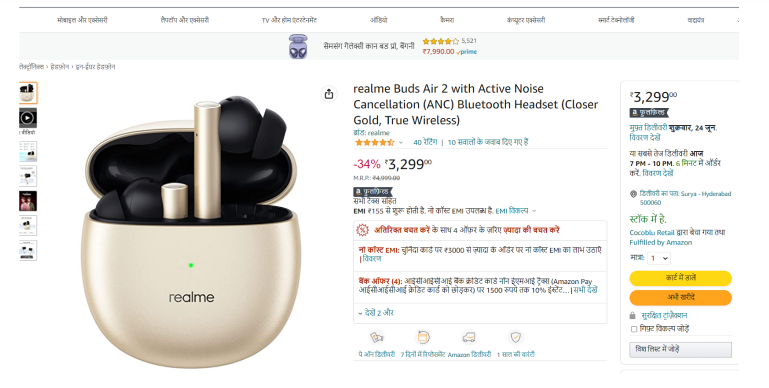 मोबाइल और एक्सेसरी लैपटॉप और एक्सेसरी TV और होम एंटरटेनमेंट ऑडियो कैमरा कंप्यूटर एक्सेसरी स्मार्ट टेक्नोलॉजी वाद्ययंत्र
सैमसंग गैलेक्सी कान बड प्रो, बैंगनी 5,521
₹7,990.00 prime
लेक्ट्रॉनिक्स › हेडफ़ोन › इन-ईयर हेडफ़ोन
वीडियो
realme
realme Buds Air 2 with Active Noise
Cancellation (ANC) Bluetooth Headset (Closer
Gold, True Wireless)
ब्रांड: realme
40 रेटिंग | 10 सवालों के जवाब दिए गए हैं
-34% ₹3,299⁰⁰
M.R.P.: ₹4,999.00
a फ़ुलफ़िल्ड
सभी टैक्स सहित
EMI ₹155 से शुरू होती है. नो कॉस्ट EMI उपलब्ध है. EMI विकल्प
अतिरिक्त बचत करें के साथ 4 ऑफ़र के ज़रिए ज़्यादा की बचत करें
नो कॉस्ट EMI: चुनिंदा कार्ड पर ₹3000 से ज़्यादा के ऑर्डर पर नो कॉस्ट EMI का लाभ उठाएँ
| विवरण
बैंक ऑफ़र (4): आईसीआईसीआई बैंक क्रेडिट कार्ड नॉन ईएमआई ट्रैंक्स (Amazon Pay
आईसीआईसीआई क्रेडिट कार्ड को छोड़कर) पर 1500 रुपये तक 10% इंस्टेंट... | सभी देखें
देखें 2 और
पे ऑन डिलीवरी 7 दिनों में रिप्लेसमेंट Amazon डिलीवरी 1 साल की वारंटी
₹3,299⁰⁰
a फ़ुलफ़िल्ड
मुफ़्त डिलीवरी शुक्रवार, 24 जून.
विवरण देखें
या सबसे तेज डिलीवरी आज
7 PM - 10 PM. 6 मिनट में ऑर्डर
करें. विवरण देखें
डिलीवरी का पता: Surya - Hyderabad
500060
स्टॉक में है.
Cocoblu Retail द्वारा बेचा गया तथा
Fulfilled by Amazon
मात्रा: 1
कार्ट में डालें
अभी खरीदें
सुरक्षित ट्रांज़ैक्शन
गिफ़्ट विकल्प जोड़ें
विश लिस्ट में जोड़ें